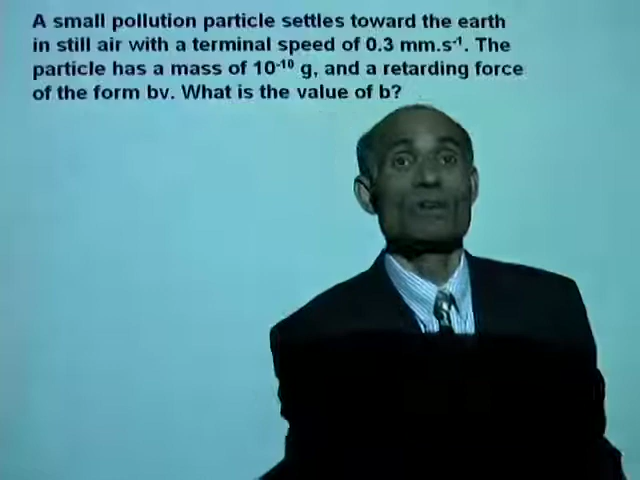 A small pollution particle settles toward the earth
in still air with a terminal speed of 0.3 mm.s⁻¹. The
particle has a mass of 10⁻¹⁰ g, and a retarding force
of the form bv. What is the value of b?